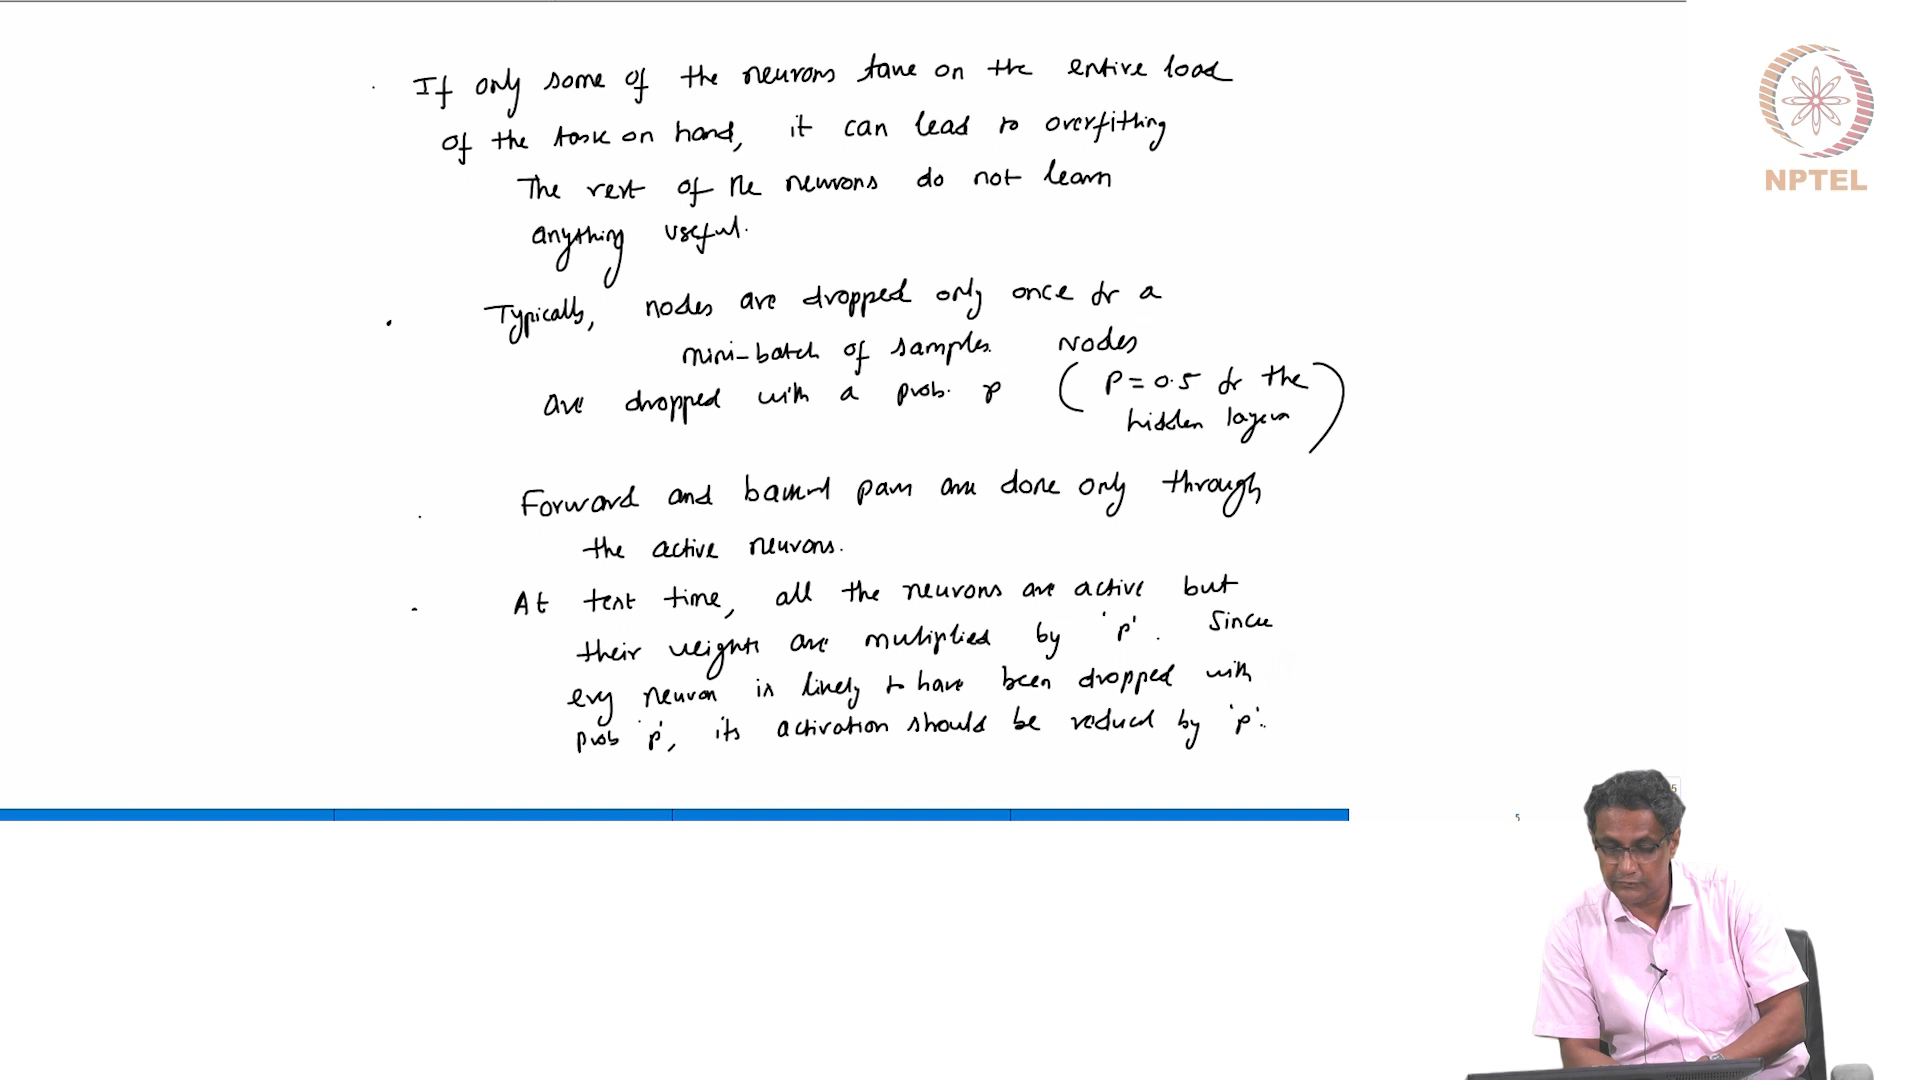 If only some of the neurons take on the entire load
of the task on hand, it can lead to overfitting
The rest of the neurons do not learn
anything useful.
Typically, nodes are dropped only once for a
mini-batch of samples. Nodes
are dropped with a prob. p (p = 0.5 for the
hidden layers)
Forward and backward pass are done only through
the active neurons.
At test time, all the neurons are active but
their weights are multiplied by 'p'. Since
every neuron is likely to have been dropped with
prob 'p', its activation should be reduced by 'p'.
NPTEL
5
5